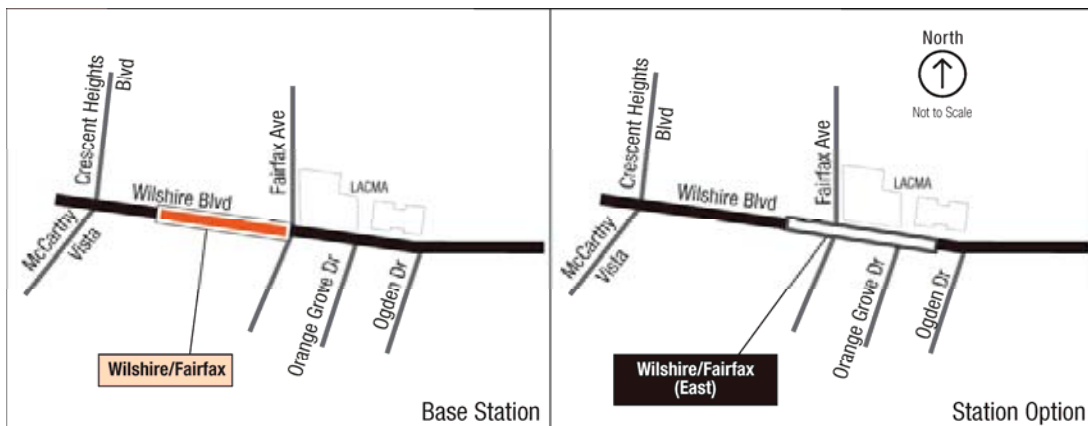 Crescent Heights
Blvd
Fairfax Ave
Wilshire Blvd
LACMA
McCarthy
Vista
Orange Grove Dr
Ogden Dr
Wilshire/Fairfax
Base Station
North
Not to Scale
Crescent Heights
Blvd
Fairfax Ave
Wilshire Blvd
LACMA
McCarthy
Vista
Orange Grove Dr
Ogden Dr
Wilshire/Fairfax
(East)
Station Option